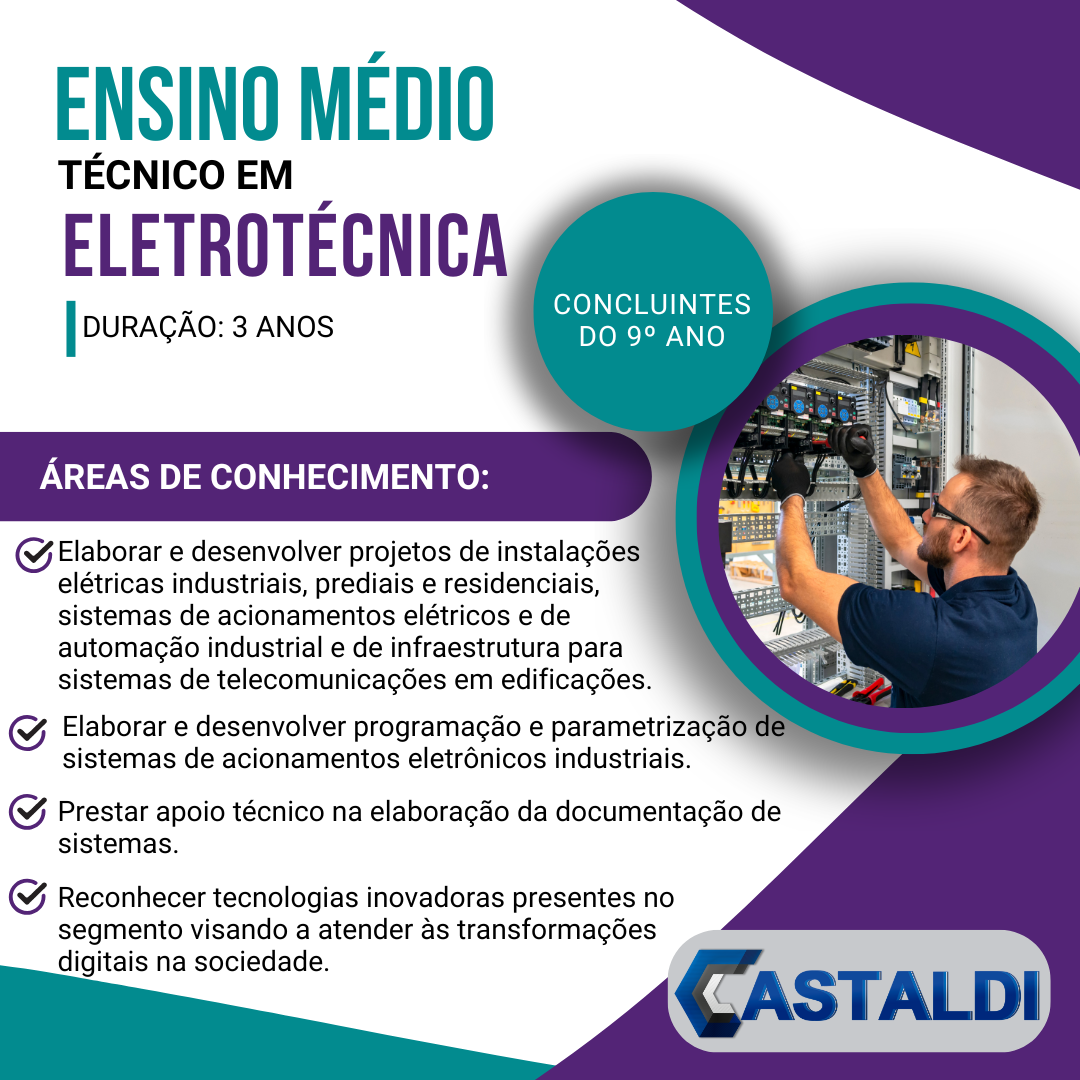 ENSINO MÉDIO
TÉCNICO EM
ELETROTÉCNICA
DURAÇÃO: 3 ANOS
CONCLUINTES
DO 9º ANO
ÁREAS DE CONHECIMENTO:
Elaborar e desenvolver projetos de instalações
elétricas industriais, prediais e residenciais,
sistemas de acionamentos elétricos e de
automação industrial e de infraestrutura para
sistemas de telecomunicações em edificações.
Elaborar e desenvolver programação e parametrização de
sistemas de acionamentos eletrônicos industriais.
Prestar apoio técnico na elaboração da documentação de
sistemas.
Reconhecer tecnologias inovadoras presentes no
segmento visando a atender às transformações
digitais na sociedade.
CASTALDI